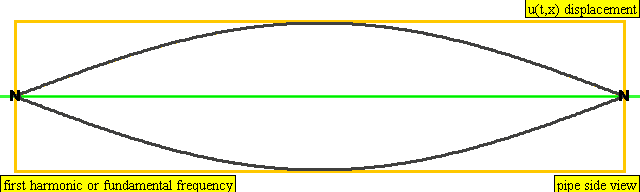 u(t,x) displacement
N N
first harmonic or fundamental frequency
pipe side view